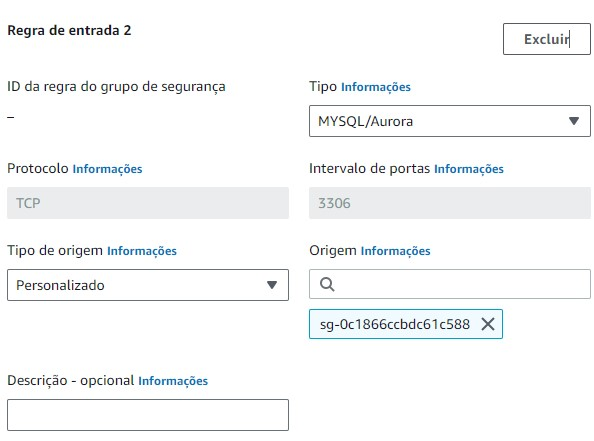 Regra de entrada 2
Excluir
ID da regra do grupo de segurança
–
Tipo Informações
MYSQL/Aurora
Protocolo Informações
TCP
Intervalo de portas Informações
3306
Tipo de origem Informações
Personalizado
Origem Informações
sg-0c1866ccbdc61c588
Descrição - opcional Informações